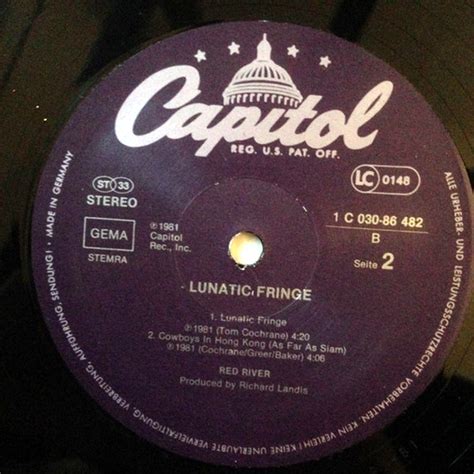 Capitol
REG. U.S. PAT. OFF.
ST 33
STEREO
LC 0148
GEMA
STEMRA
℗1981
Capitol
Rec., Inc.
1 C 030-86 482
B
Seite 2
LUNATIC FRINGE
1. Lunatic Fringe
℗1981 (Tom Cochrane) 4:20
2. Cowboys In Hong Kong (As Far As Siam)
℗1981 (Cochrane/Greer/Baker) 4:06
RED RIVER
Produced by Richard Landis
ALLE URHEBER- UND LEISTUNGSSCHUTZRECHTE VORBEHALTEN. KEIN VERLEIH! KEINE UNERLAUBTE VERVIELFÄLTIGUNG, VERBREITUNG, AUFFÜHRUNG, SENDUNG! MADE IN GERMANY